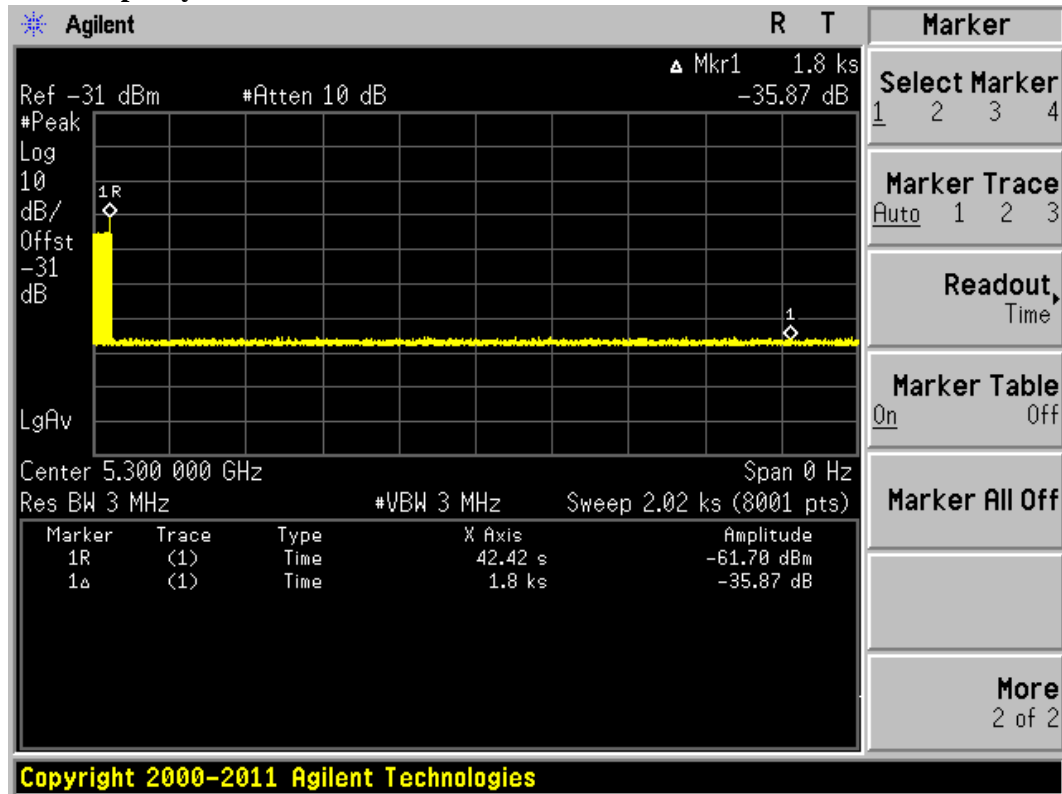 Agilent
R T
Marker
Δ Mkr1 1.8 ks
Ref -31 dBm #Atten 10 dB -35.87 dB
#Peak
Log
10
dB/
Offst
-31
dB
LgAv
1R
1
Center 5.300 000 GHz Span 0 Hz
Res BW 3 MHz #VBW 3 MHz Sweep 2.02 ks (8001 pts)
Marker Trace Type X Axis Amplitude
1R (1) Time 42.42 s -61.70 dBm
1Δ (1) Time 1.8 ks -35.87 dB
Select Marker
1 2 3 4
Marker Trace
Auto 1 2 3
Readout
Time
Marker Table
On Off
Marker All Off
More
2 of 2
Copyright 2000-2011 Agilent Technologies